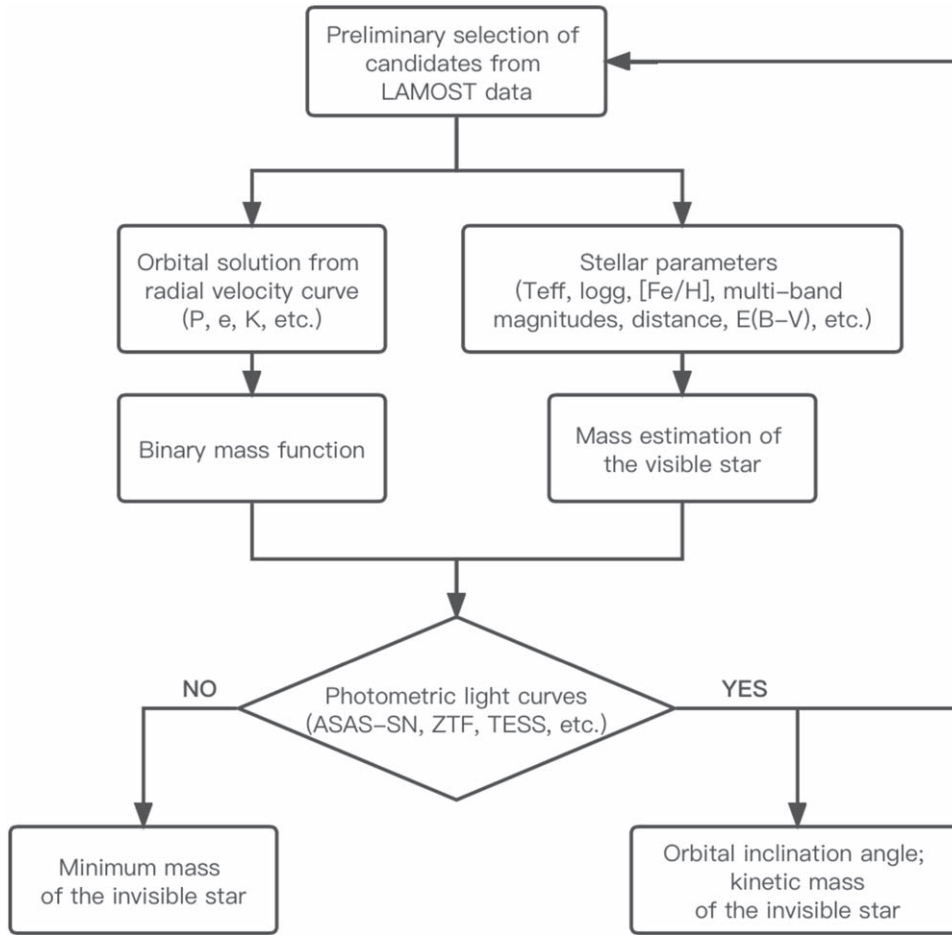 Preliminary selection of
candidates from
LAMOST data
Orbital solution from
radial velocity curve
(P, e, K, etc.)
Stellar parameters
(Teff, logg, [Fe/H], multi-band
magnitudes, distance, E(B-V), etc.)
Binary mass function
Mass estimation of
the visible star
NO
Photometric light curves
(ASAS-SN, ZTF, TESS, etc.)
YES
Minimum mass
of the invisible star
Orbital inclination angle;
kinetic mass
of the invisible star